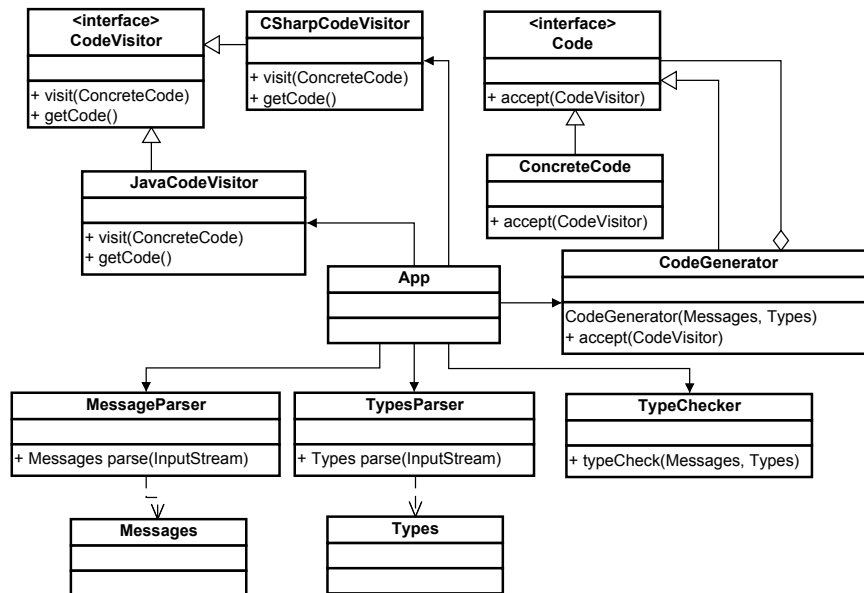 <interface>
CodeVisitor
+ visit(ConcreteCode)
+ getCode()
CSharpCodeVisitor
+ visit(ConcreteCode)
+ getCode()
<interface>
Code
+ accept(CodeVisitor)
JavaCodeVisitor
+ visit(ConcreteCode)
+ getCode()
ConcreteCode
+ accept(CodeVisitor)
App
CodeGenerator
CodeGenerator(Messages, Types)
+ accept(CodeVisitor)
MessageParser
+ Messages parse(InputStream)
TypesParser
+ Types parse(InputStream)
TypeChecker
+ typeCheck(Messages, Types)
Messages
Types